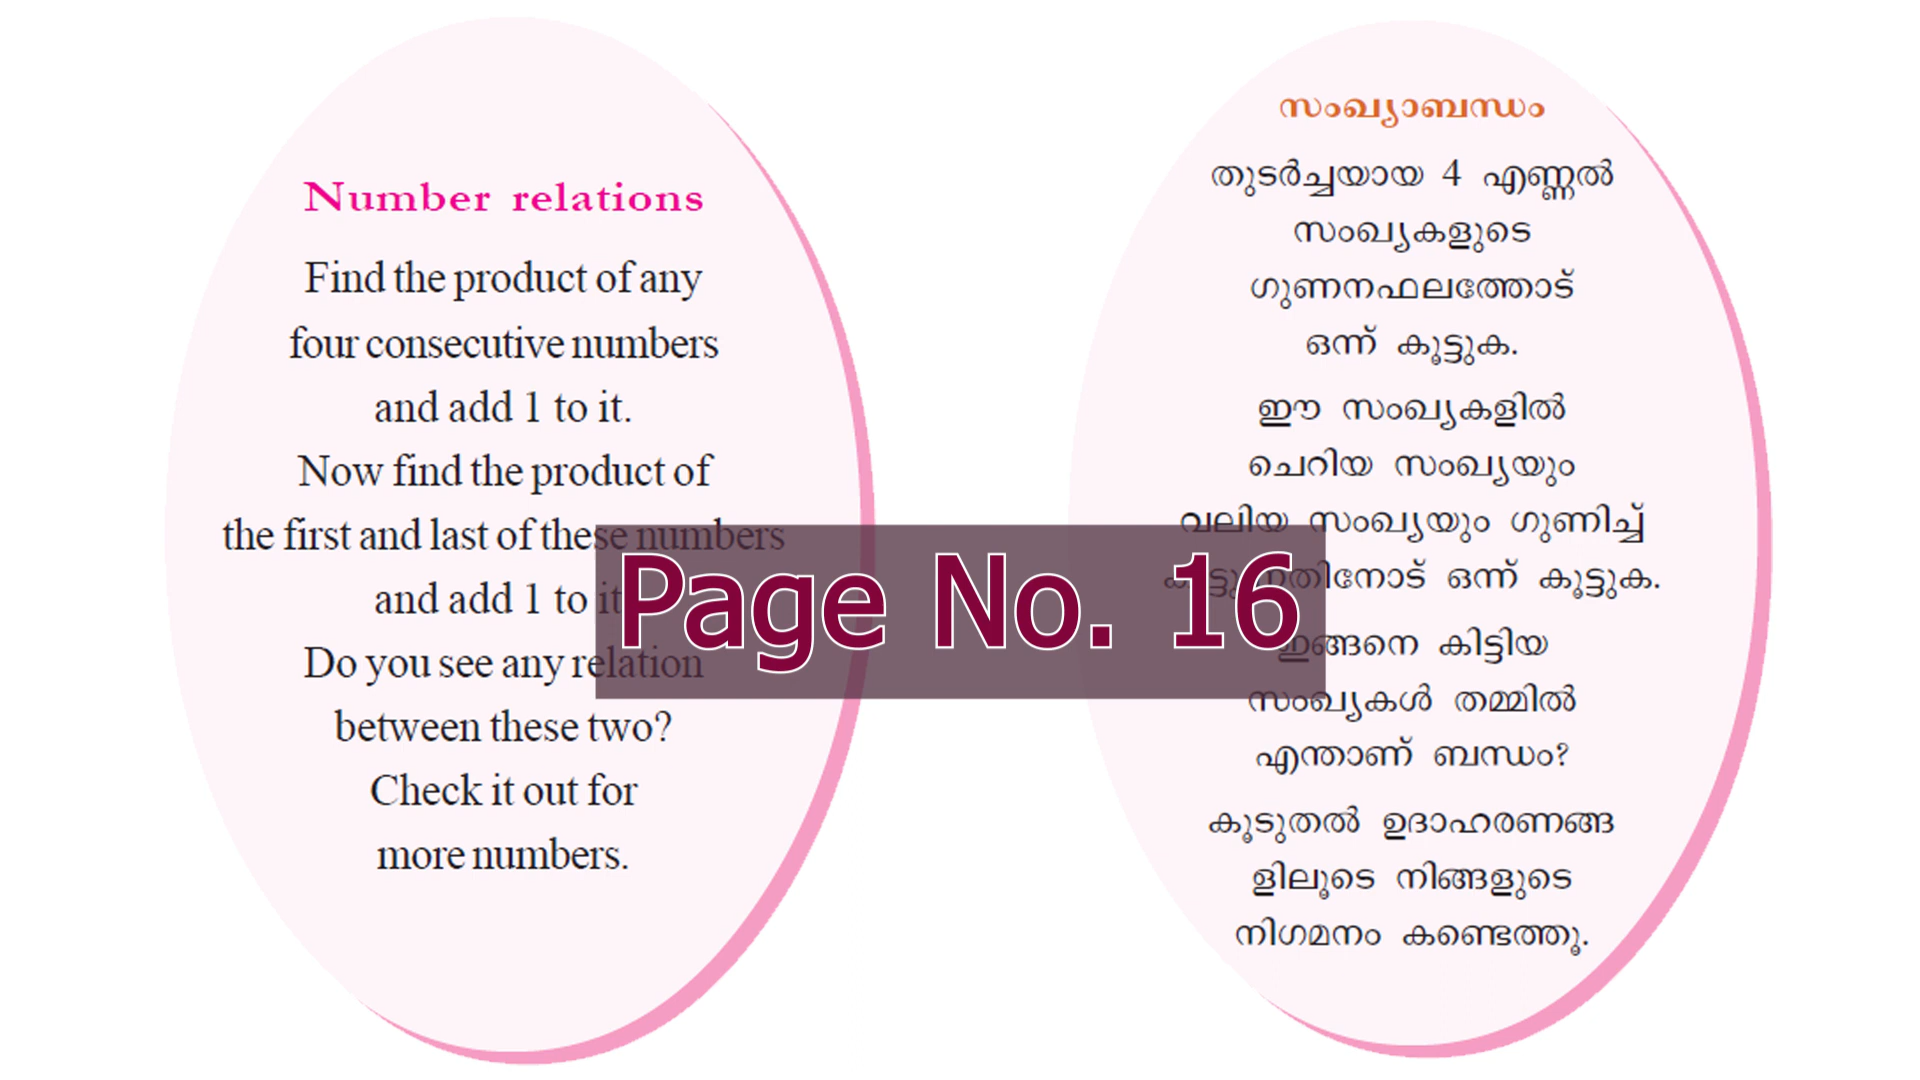 Number relations
Find the product of any
four consecutive numbers
and add 1 to it.
Now find the product of
the first and last of these numbers
and add 1 to it
Do you see any relation
between these two?
Check it out for
more numbers.
സംഖ്യാബന്ധം
തുടർച്ചയായ 4 എണ്ണൽ
സംഖ്യകളുടെ
ഗുണനഫലത്തോട്
ഒന്ന് കൂട്ടുക.
ഈ സംഖ്യകളിൽ
ചെറിയ സംഖ്യയും
വലിയ സംഖ്യയും ഗുണിച്ച്
ഒന്ന് കൂട്ടുക.
ഇങ്ങനെ കിട്ടിയ
സംഖ്യകൾ തമ്മിൽ
എന്താണ് ബന്ധം?
കൂടുതൽ ഉദാഹരണങ്ങ
ളിലൂടെ നിങ്ങളുടെ
നിഗമനം കണ്ടെത്തൂ.
Page No. 16